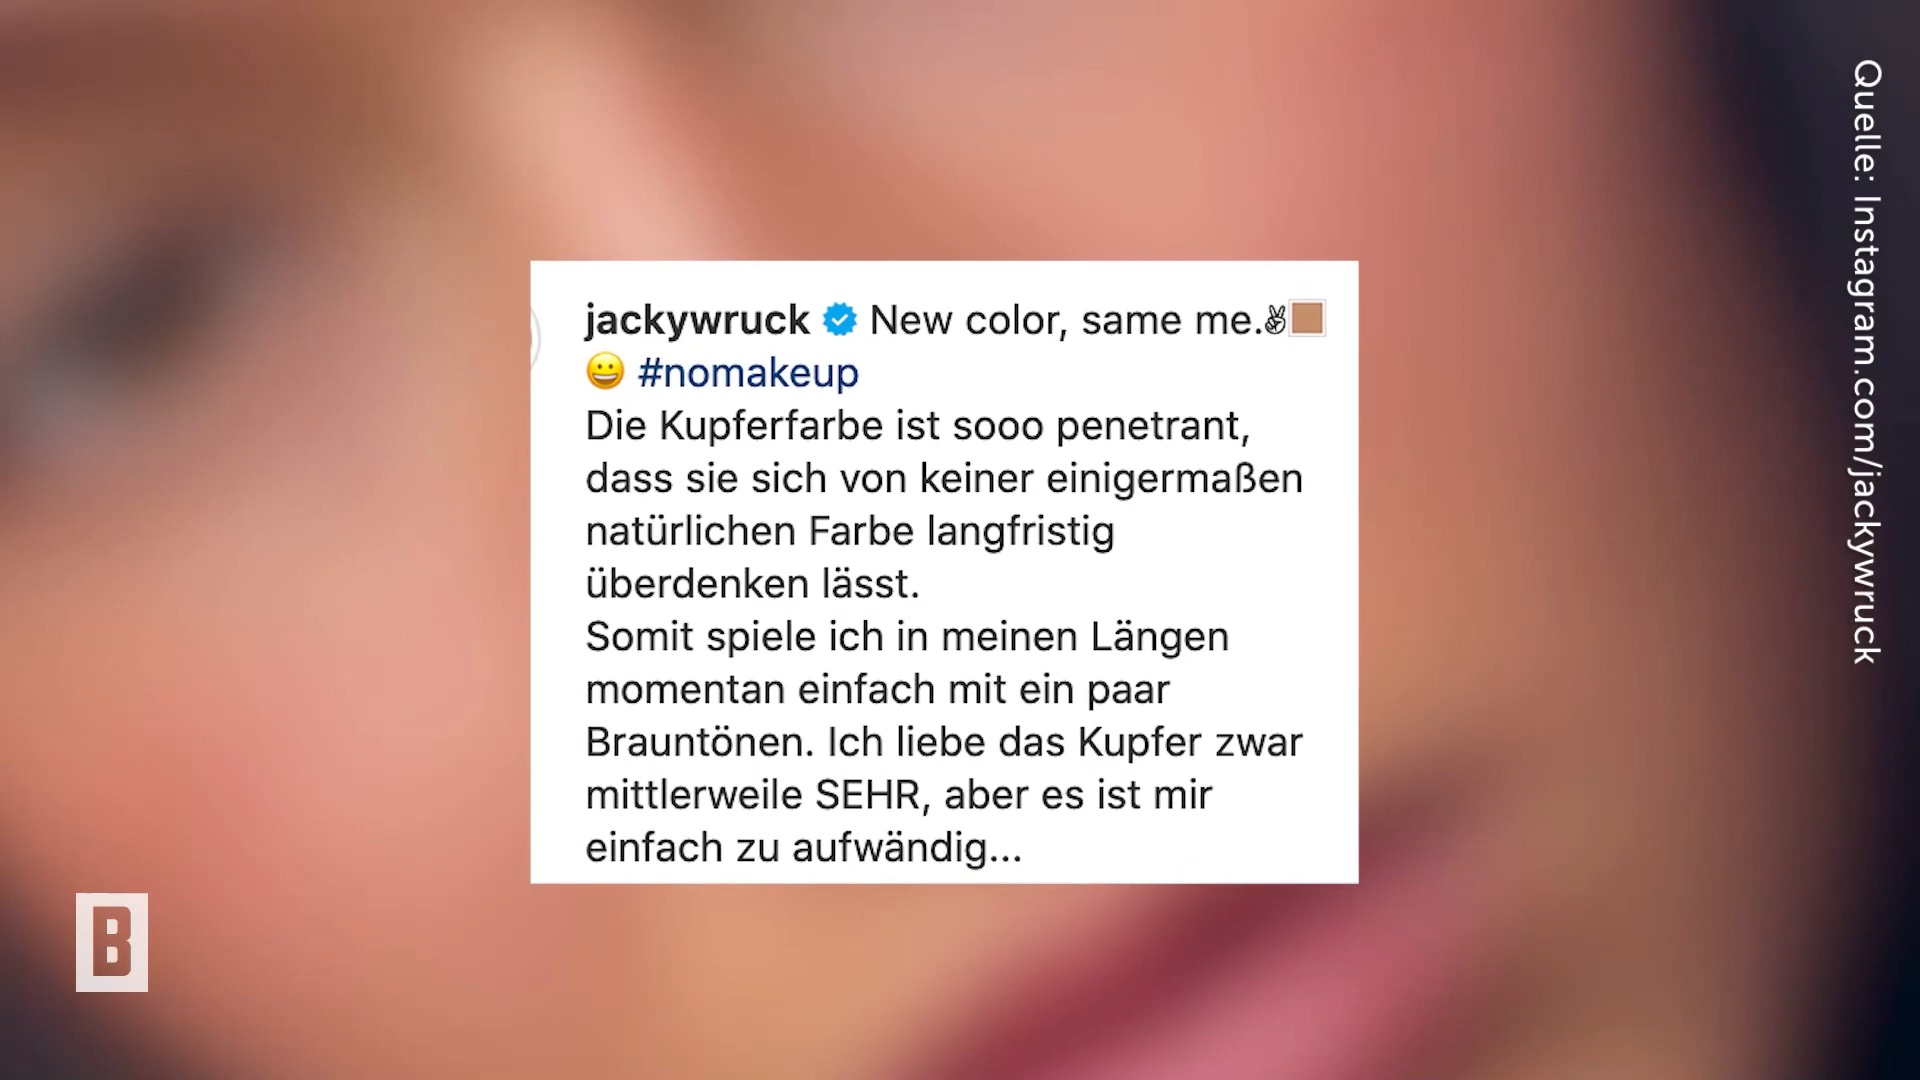 jackywruck New color, same me.✌🏽
😀 #nomakeup
Die Kupferfarbe ist sooo penetrant,
dass sie sich von keiner einigermaßen
natürlichen Farbe langfristig
überdenken lässt.
Somit spiele ich in meinen Längen
momentan einfach mit ein paar
Brauntönen. Ich liebe das Kupfer zwar
mittlerweile SEHR, aber es ist mir
einfach zu aufwändig...
Quelle: Instagram.com/jackywruck
B